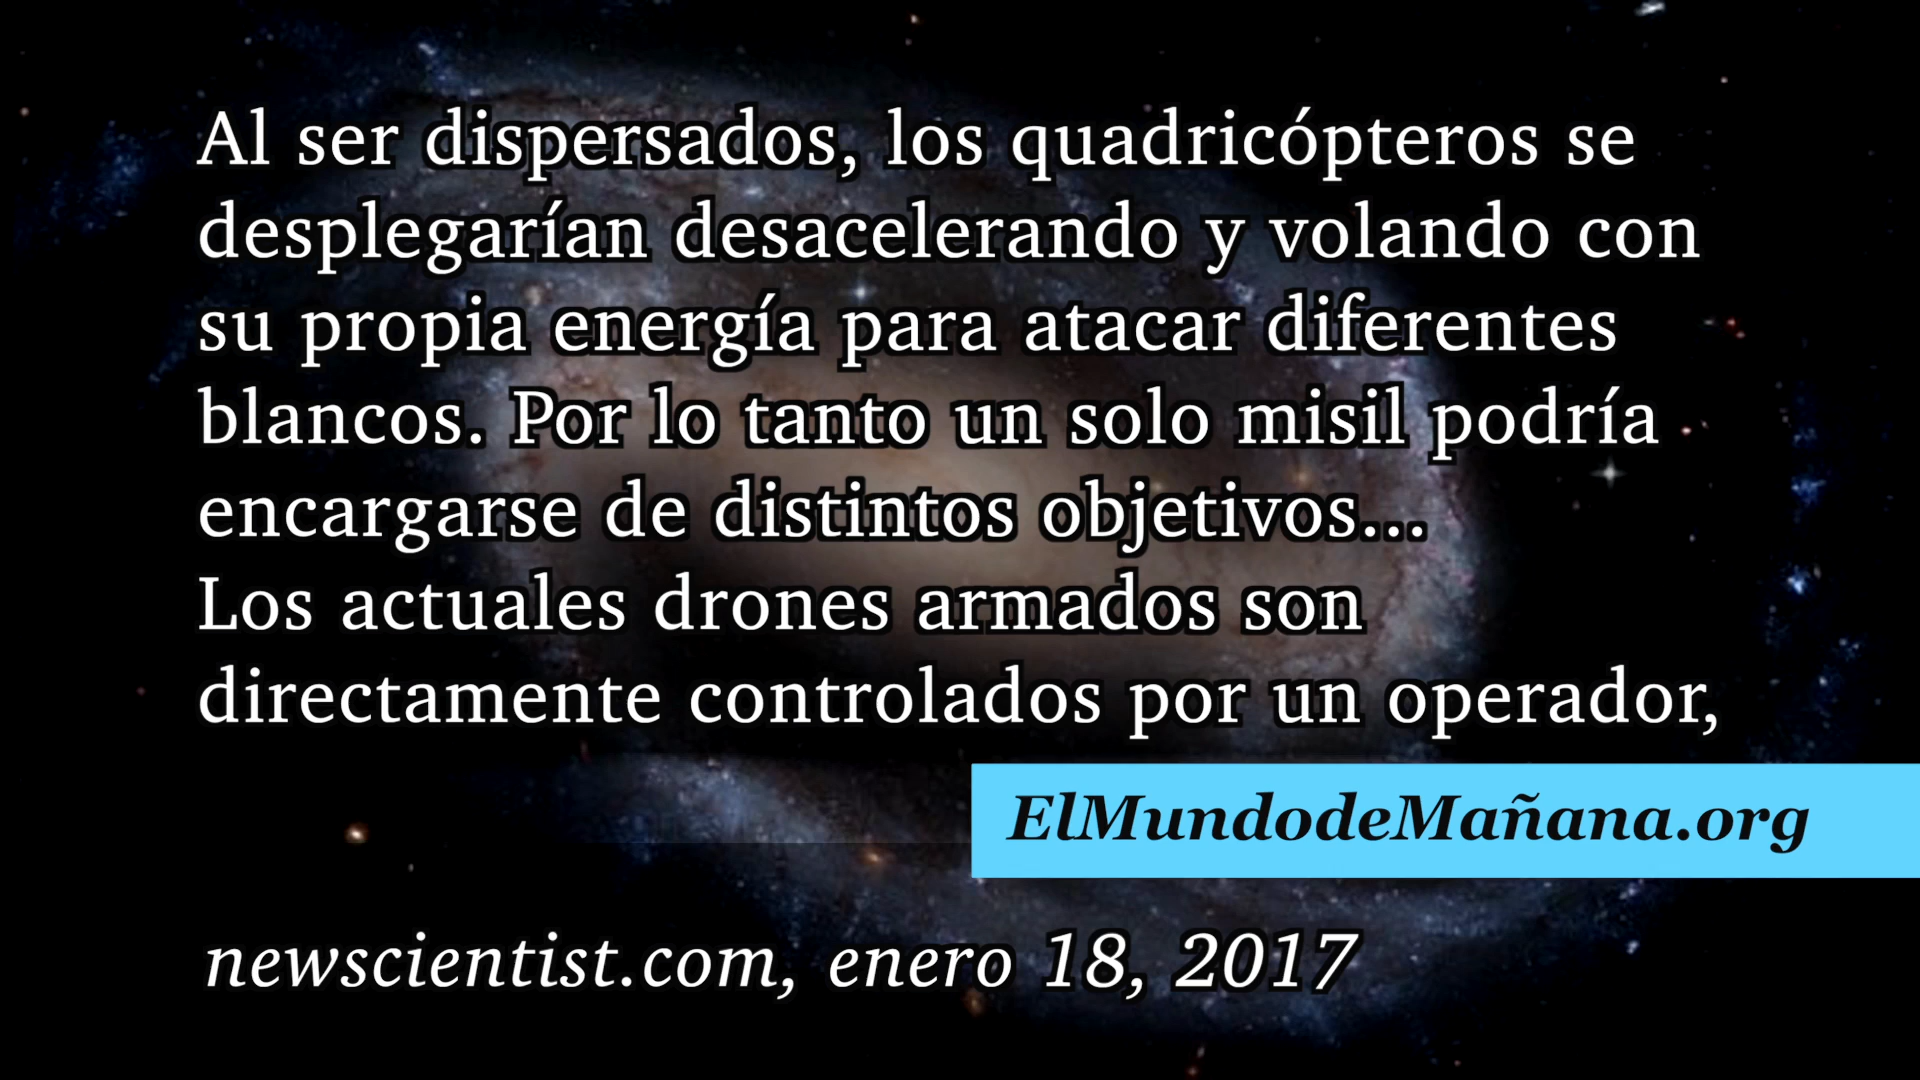 Al ser dispersados, los quadricópteros se
desplegarían desacelerando y volando con
su propia energía para atacar diferentes
blancos. Por lo tanto un solo misil podría
encargarse de distintos objetivos...
Los actuales drones armados son
directamente controlados por un operador,
ElMundodeMañana.org
newscientist.com, enero 18, 2017